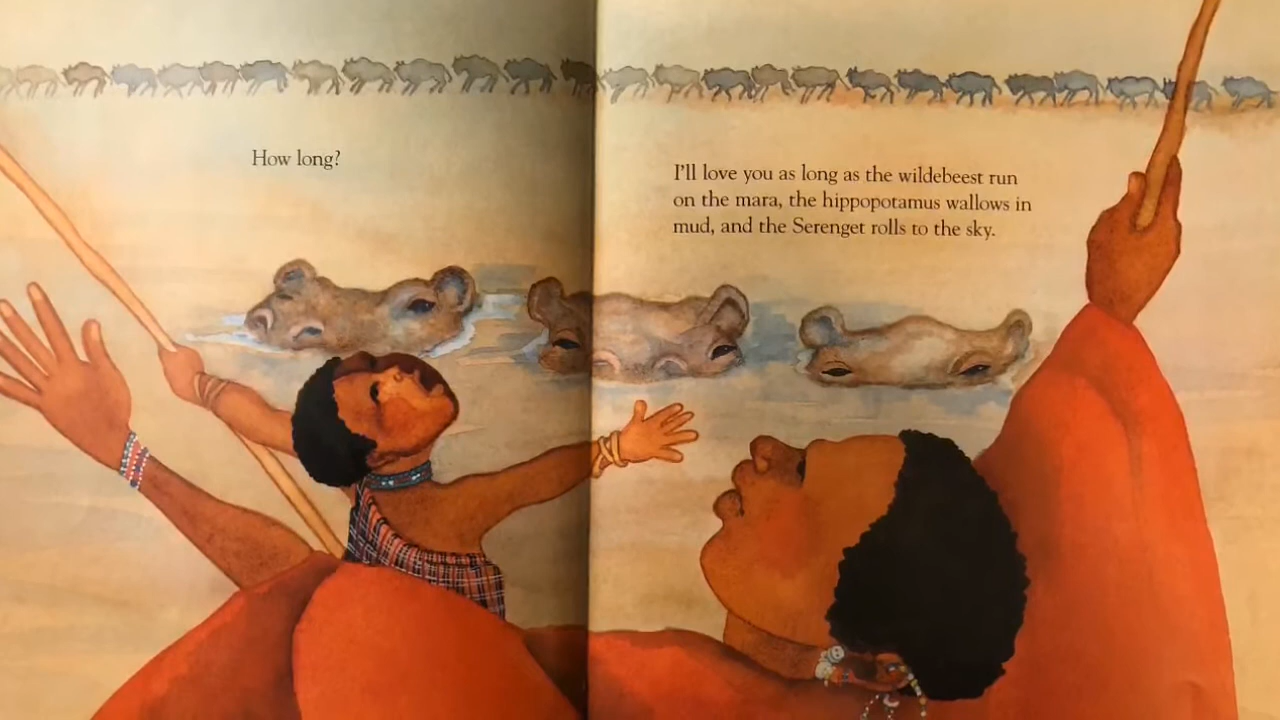 How long?
I'll love you as long as the wildebeest run
on the mara, the hippopotamus wallows in
mud, and the Serenget rolls to the sky.